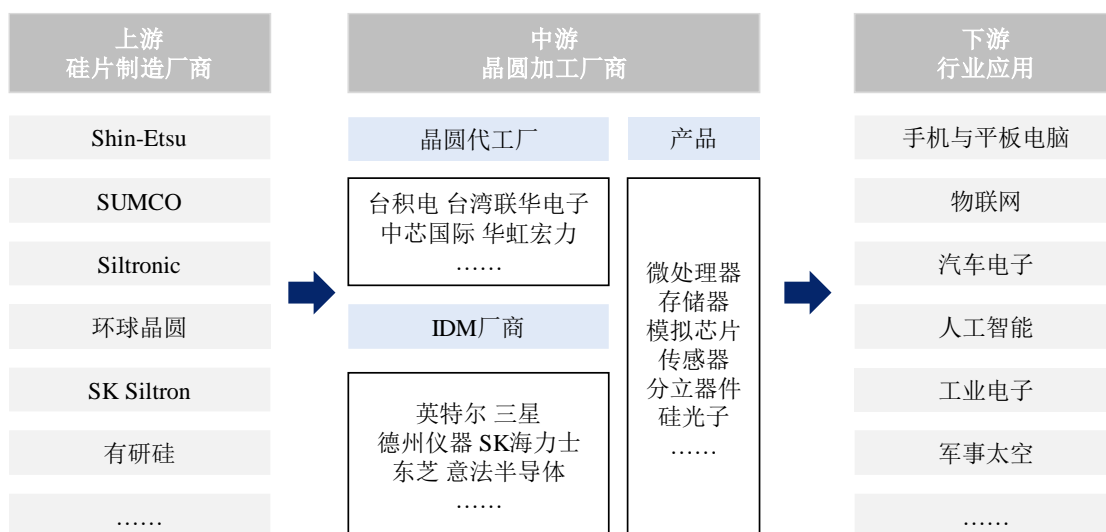 上游
硅片制造厂商
Shin-Etsu
SUMCO
Siltronic
环球晶圆
SK Siltron
有研硅
……
中游
晶圆加工厂商
晶圆代工厂
台积电 台湾联华电子
中芯国际 华虹宏力
……
IDM厂商
英特尔 三星
德州仪器 SK海力士
东芝 意法半导体
……
产品
微处理器
存储器
模拟芯片
传感器
分立器件
硅光子
……
下游
行业应用
手机与平板电脑
物联网
汽车电子
人工智能
工业电子
军事太空
……